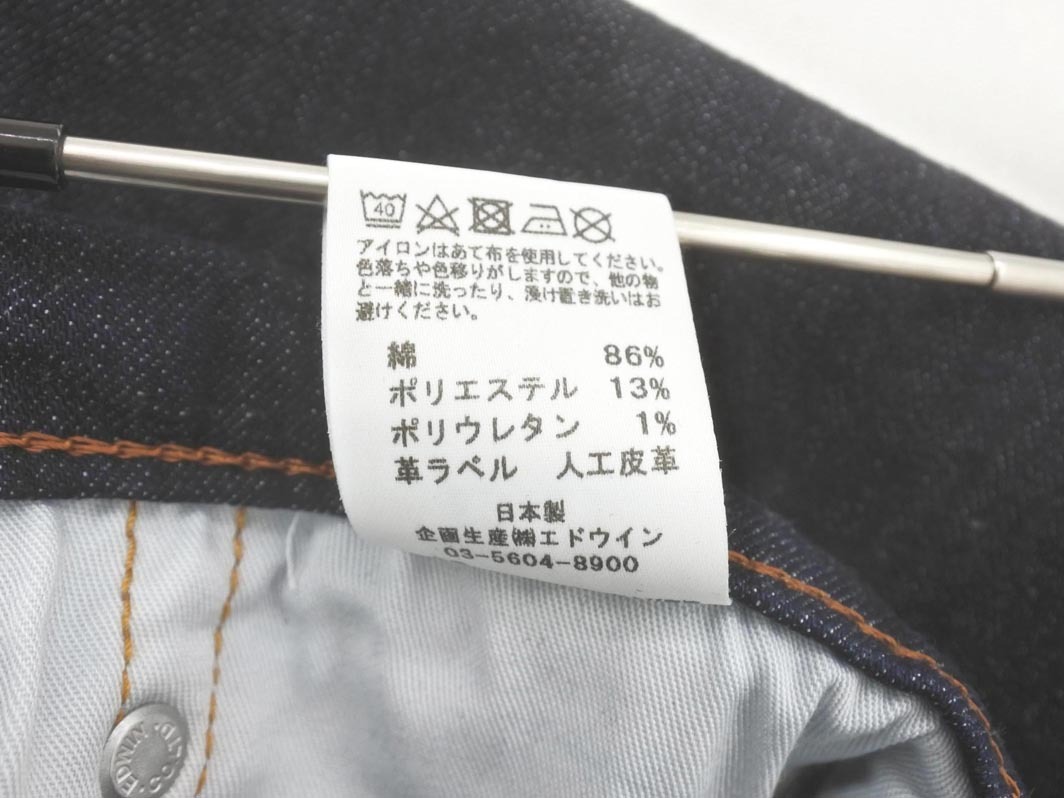 40
アイロンはあて布を使用してください。
色落ちや色移りがしますので、他の物
と一緒に洗ったり、浸け置き洗いはお
避けください。
綿 86%
ポリエステル 13%
ポリウレタン 1%
革ラベル 人工皮革
日本製
企画生産㈱エドウイン
03-5604-8900
EDWIN
CO.LTD.